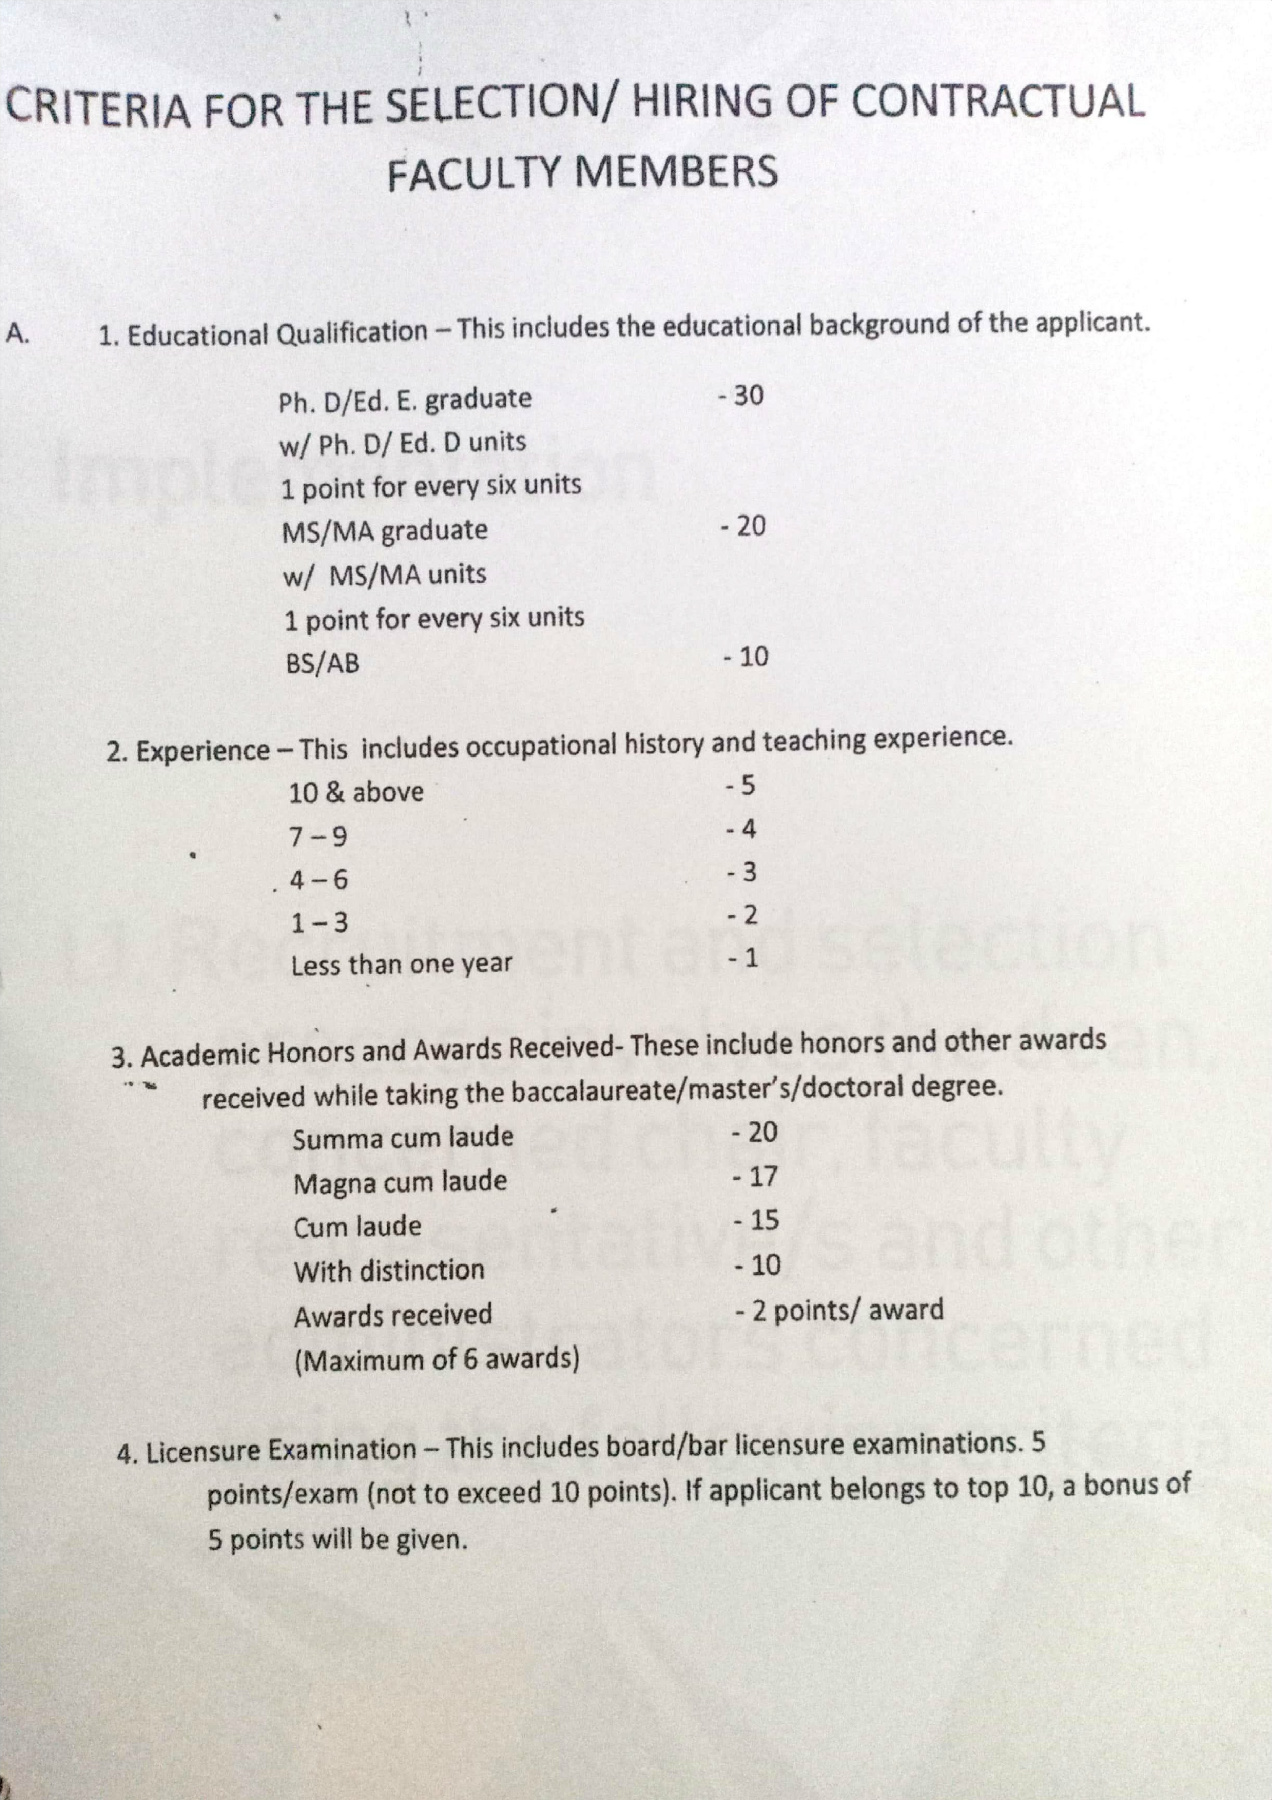 CRITERIA FOR THE SELECTION/ HIRING OF CONTRACTUAL
FACULTY MEMBERS
A. 1. Educational Qualification – This includes the educational background of the applicant.
Ph. D/Ed. E. graduate - 30
w/ Ph. D/ Ed. D units
1 point for every six units
MS/MA graduate - 20
w/ MS/MA units
1 point for every six units
BS/AB - 10
2. Experience – This includes occupational history and teaching experience.
10 & above - 5
7 – 9 - 4
4 – 6 - 3
1 – 3 - 2
Less than one year - 1
3. Academic Honors and Awards Received- These include honors and other awards
received while taking the baccalaureate/master's/doctoral degree.
Summa cum laude - 20
Magna cum laude - 17
Cum laude - 15
With distinction - 10
Awards received - 2 points/ award
(Maximum of 6 awards)
4. Licensure Examination – This includes board/bar licensure examinations. 5
points/exam (not to exceed 10 points). If applicant belongs to top 10, a bonus of
5 points will be given.